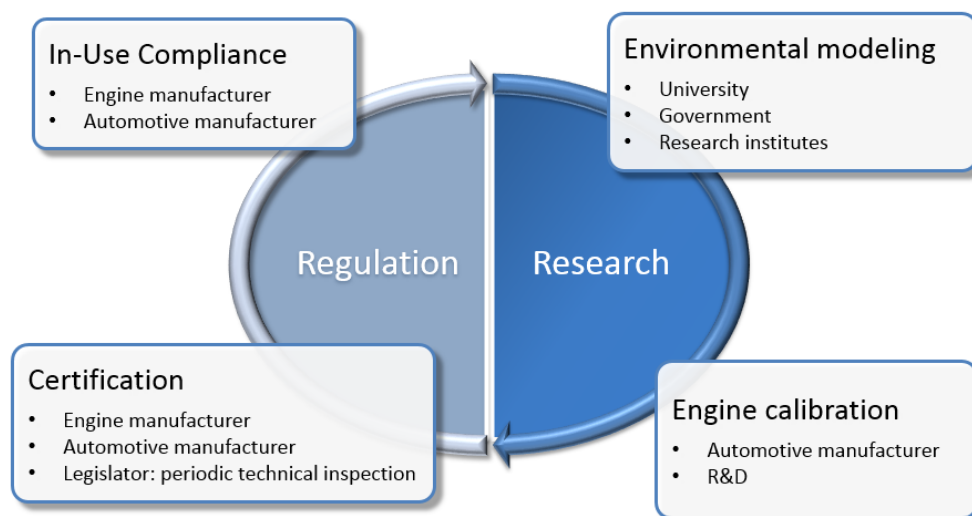 In-Use Compliance
• Engine manufacturer
• Automotive manufacturer
Environmental modeling
• University
• Government
• Research institutes
Regulation
Research
Certification
• Engine manufacturer
• Automotive manufacturer
• Legislator: periodic technical inspection
Engine calibration
• Automotive manufacturer
• R&D